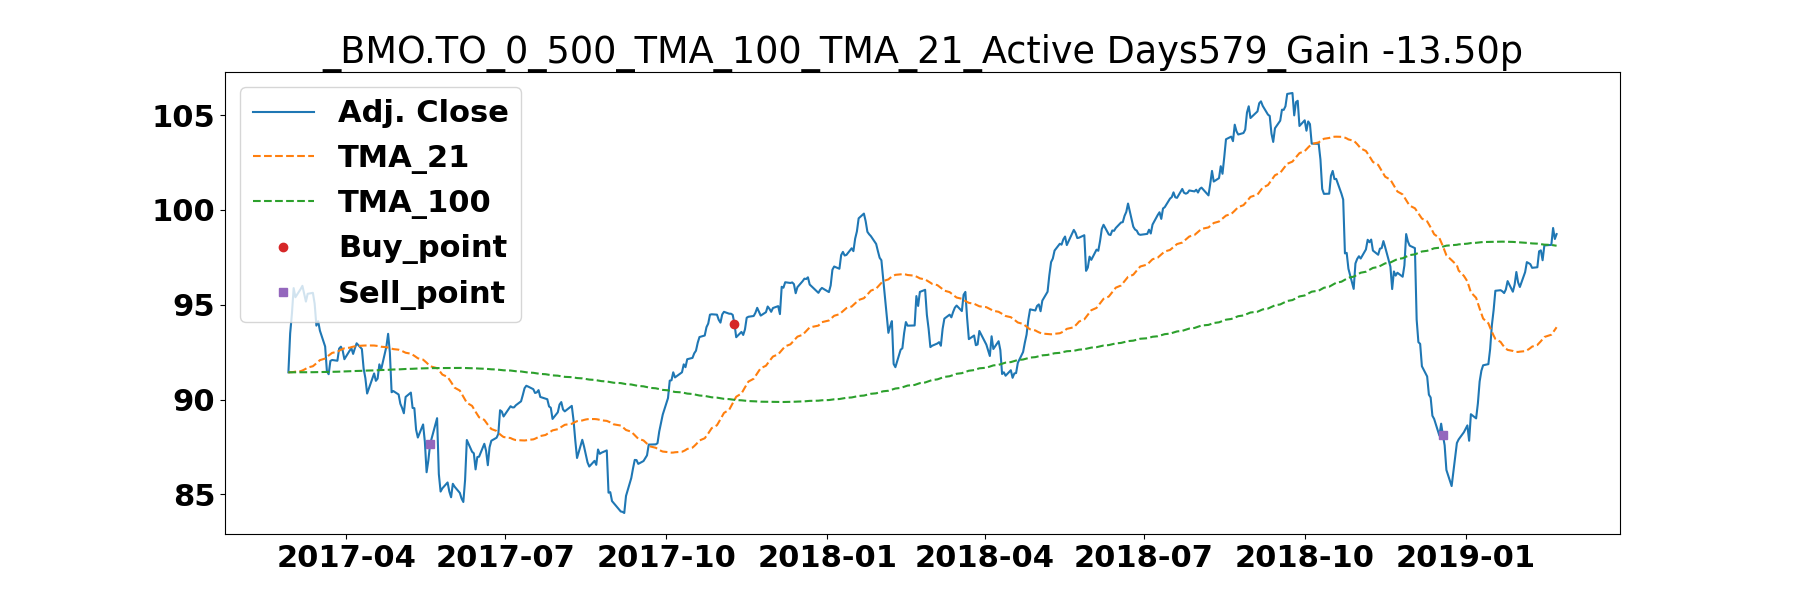 _BMO.TO_0_500_TMA_100_TMA_21_Active Days579_Gain -13.50p
Adj. Close
TMA_21
TMA_100
Buy_point
Sell_point
105
100
95
90
85
2017-04 2017-07 2017-10 2018-01 2018-04 2018-07 2018-10 2019-01